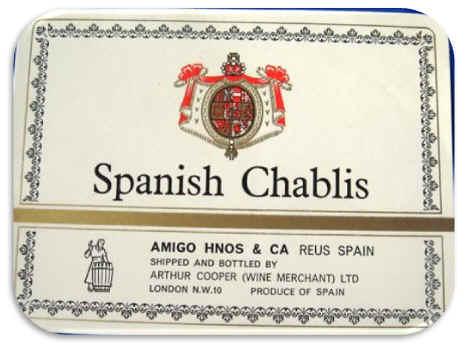 Spanish Chablis
AMIGO HNOS & CA REUS SPAIN
SHIPPED AND BOTTLED BY
ARTHUR COOPER (WINE MERCHANT) LTD
LONDON N.W.10 PRODUCE OF SPAIN